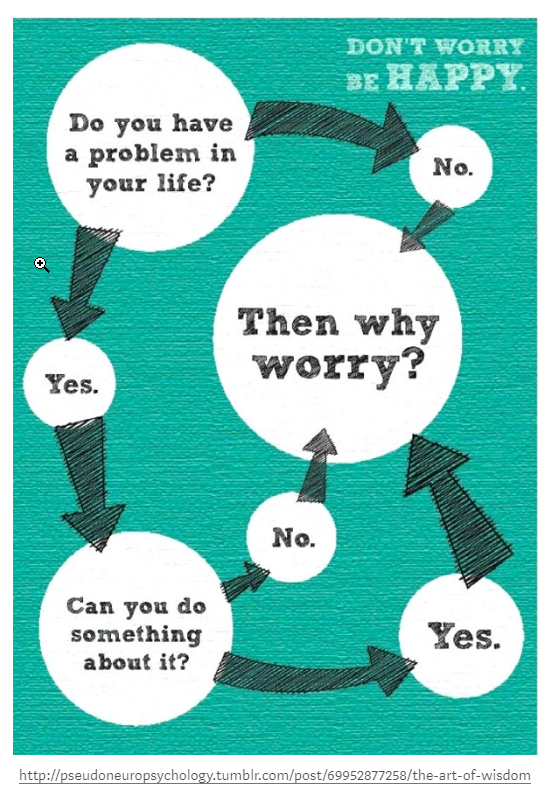 DON'T WORRY
BE HAPPY.
Do you have
a problem in
your life?
No.
Then why
worry?
Yes.
No.
Can you do
something
about it?
Yes.
http://pseudoneuropsychology.tumblr.com/post/69952877258/the-art-of-wisdom